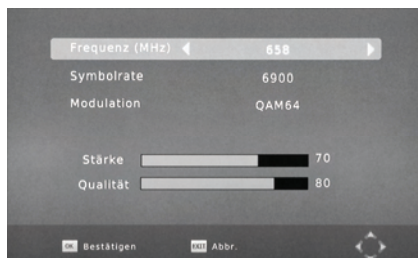 Frequenz (MHz) 658
Symbolrate 6900
Modulation QAM64
Stärke 70
Qualität 80
OK Bestätigen EXIT Abbr.